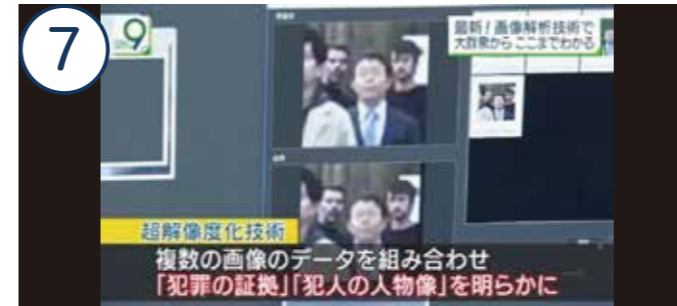 7
9
最新!画像解析技術で
大群衆からここまでわかる
超解像度化技術
複数の画像のデータを組み合わせ
「犯罪の証拠」「犯人の人物像」を明らかに